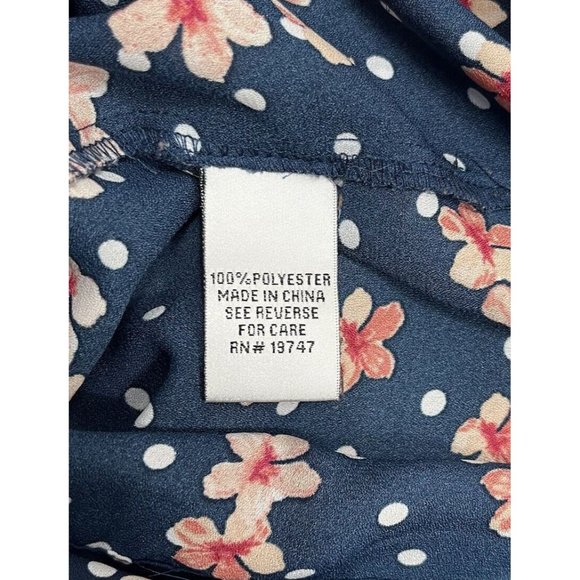 100%POLYESTER
MADE IN CHINA
SEE REVERSE
FOR CARE
RN# 19747